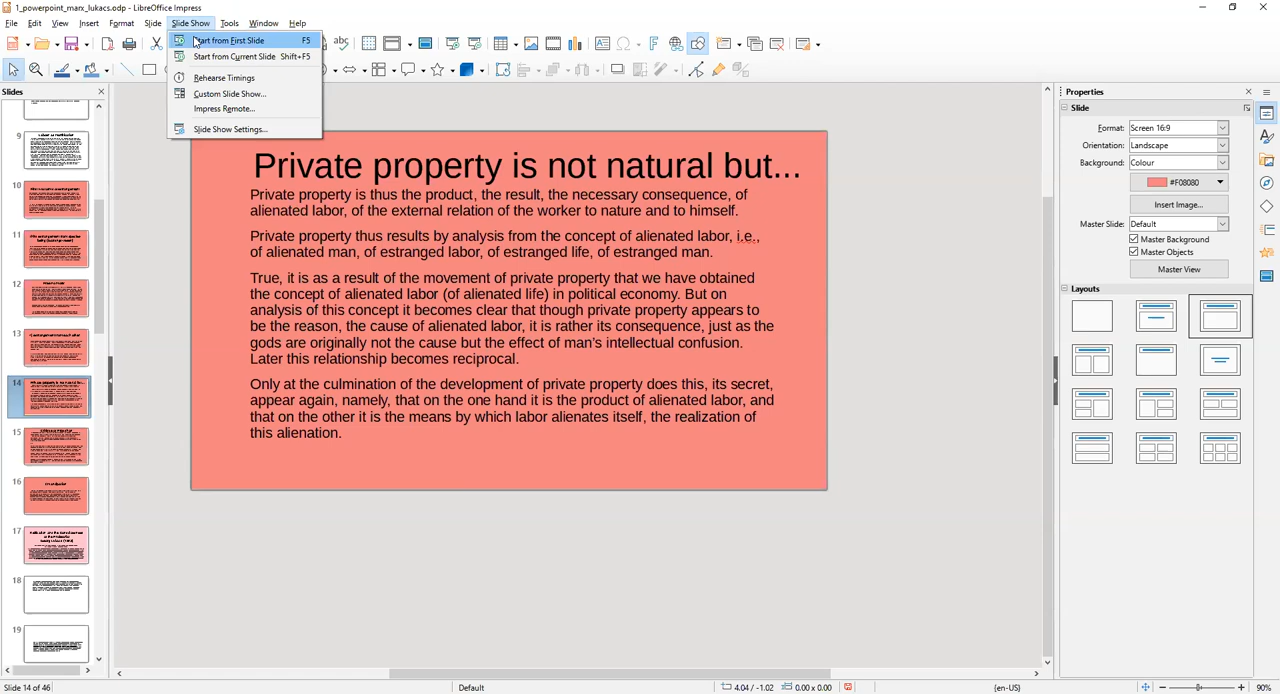 1_powerpoint_marx_lukacs.odp - LibreOffice Impress
File Edit View Insert Format Slide Slide Show Tools Window Help
Start from First Slide F5
Start from Current Slide Shift+F5
Rehearse Timings
Custom Slide Show...
Impress Remote...
Slide Show Settings...
Slides
9
10
11
12
13
14
15
16
17
18
19
Private property is not natural but...
Private property is thus the product, the result, the necessary consequence, of
alienated labor, of the external relation of the worker to nature and to himself.
Private property thus results by analysis from the concept of alienated labor, i.e.,
of alienated man, of estranged labor, of estranged life, of estranged man.
True, it is as a result of the movement of private property that we have obtained
the concept of alienated labor (of alienated life) in political economy. But on
analysis of this concept it becomes clear that though private property appears to
be the reason, the cause of alienated labor, it is rather its consequence, just as the
gods are originally not the cause but the effect of man's intellectual confusion.
Later this relationship becomes reciprocal.
Only at the culmination of the development of private property does this, its secret,
appear again, namely, that on the one hand it is the product of alienated labor, and
that on the other it is the means by which labor alienates itself, the realization of
this alienation.
Properties
Slide
Format: Screen 16:9
Orientation: Landscape
Background: Colour
#F08080
Insert Image...
Master Slide: Default
Master Background
Master Objects
Master View
Layouts
Slide 14 of 46
Default
4.04 / -1.02
0.00 x 0.00
(en-US)
90%